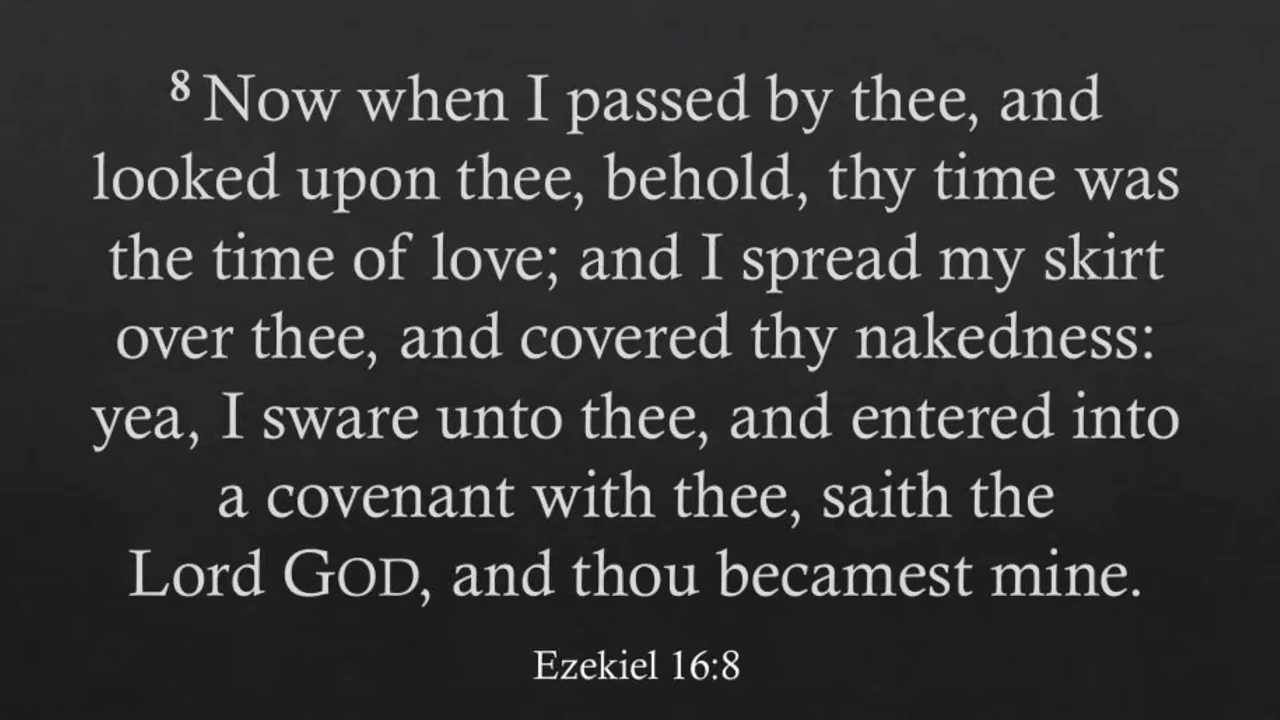 8 Now when I passed by thee, and
looked upon thee, behold, thy time was
the time of love; and I spread my skirt
over thee, and covered thy nakedness:
yea, I sware unto thee, and entered into
a covenant with thee, saith the
Lord GOD, and thou becamest mine.
Ezekiel 16:8